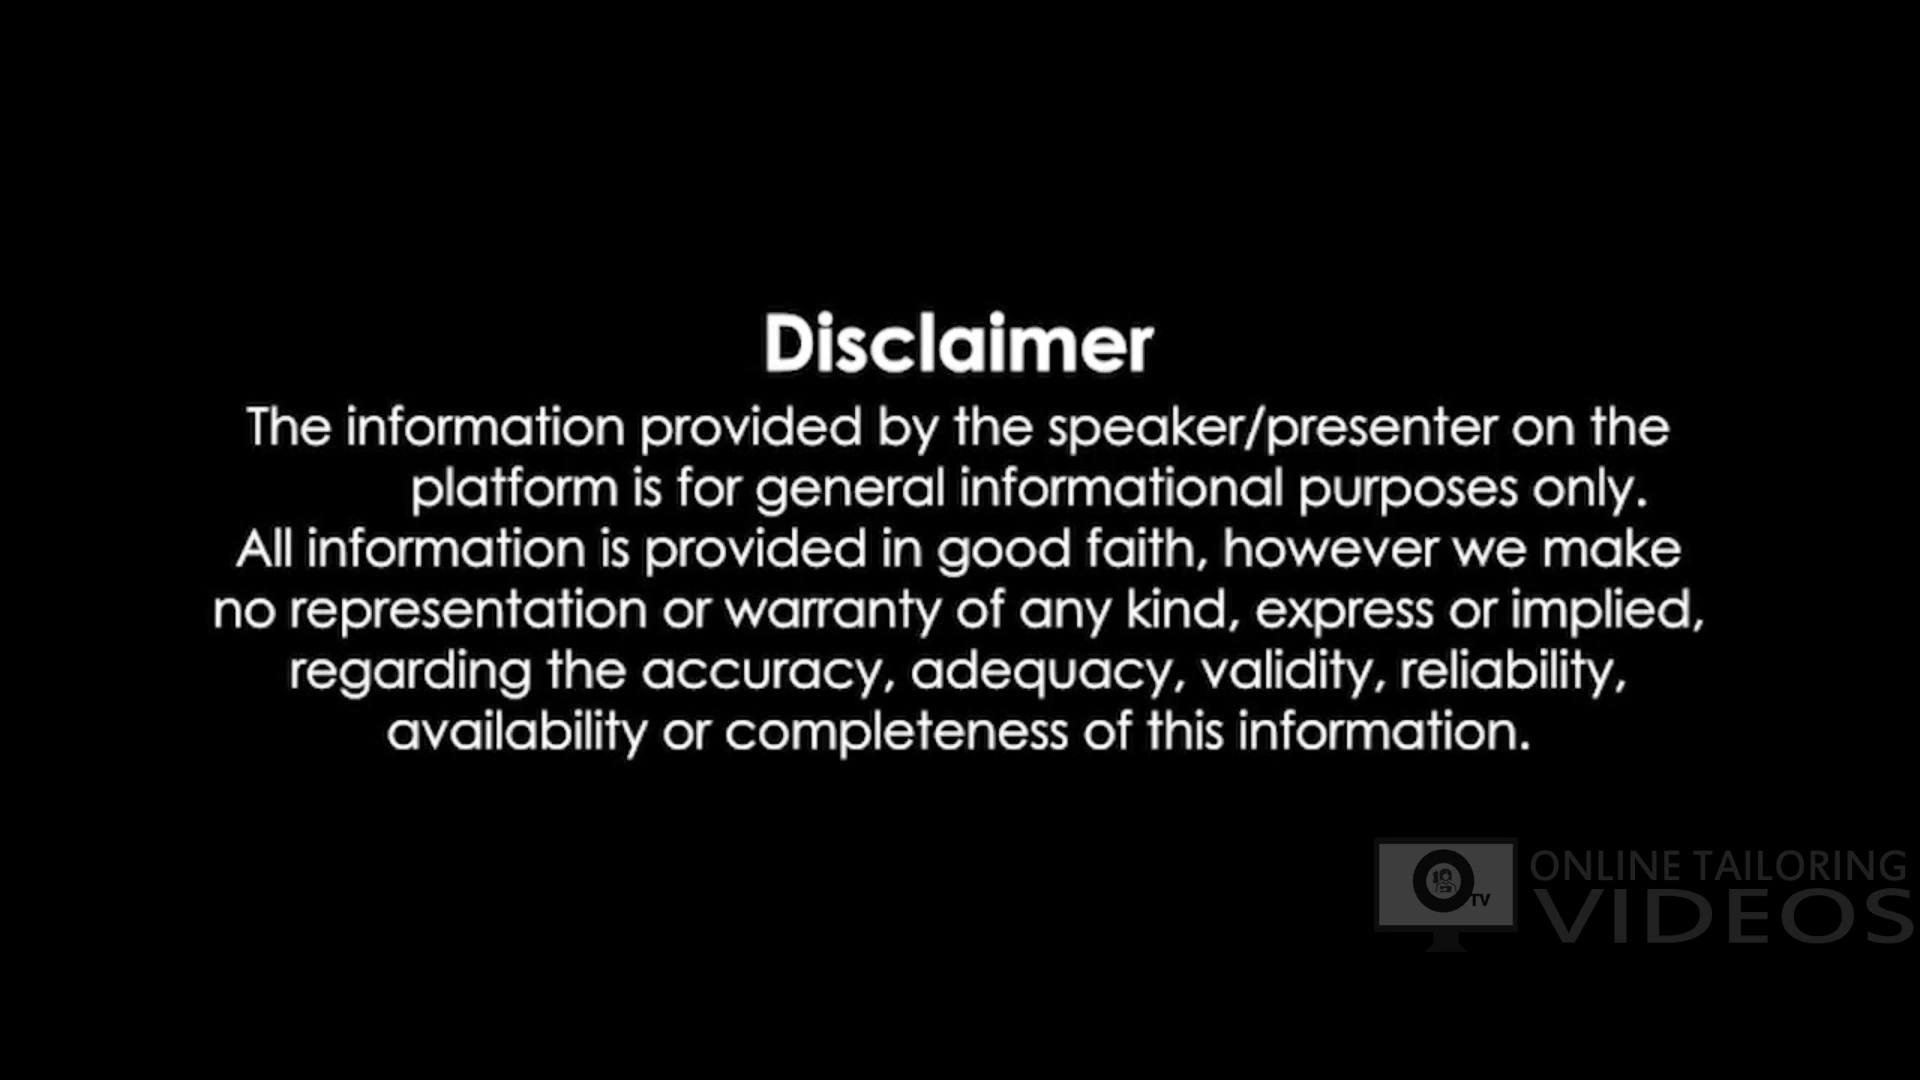 Disclaimer
The information provided by the speaker/presenter on the
platform is for general informational purposes only.
All information is provided in good faith, however we make
no representation or warranty of any kind, express or implied,
regarding the accuracy, adequacy, validity, reliability,
availability or completeness of this information.
TV
ONLINE TAILORING
VIDEOS